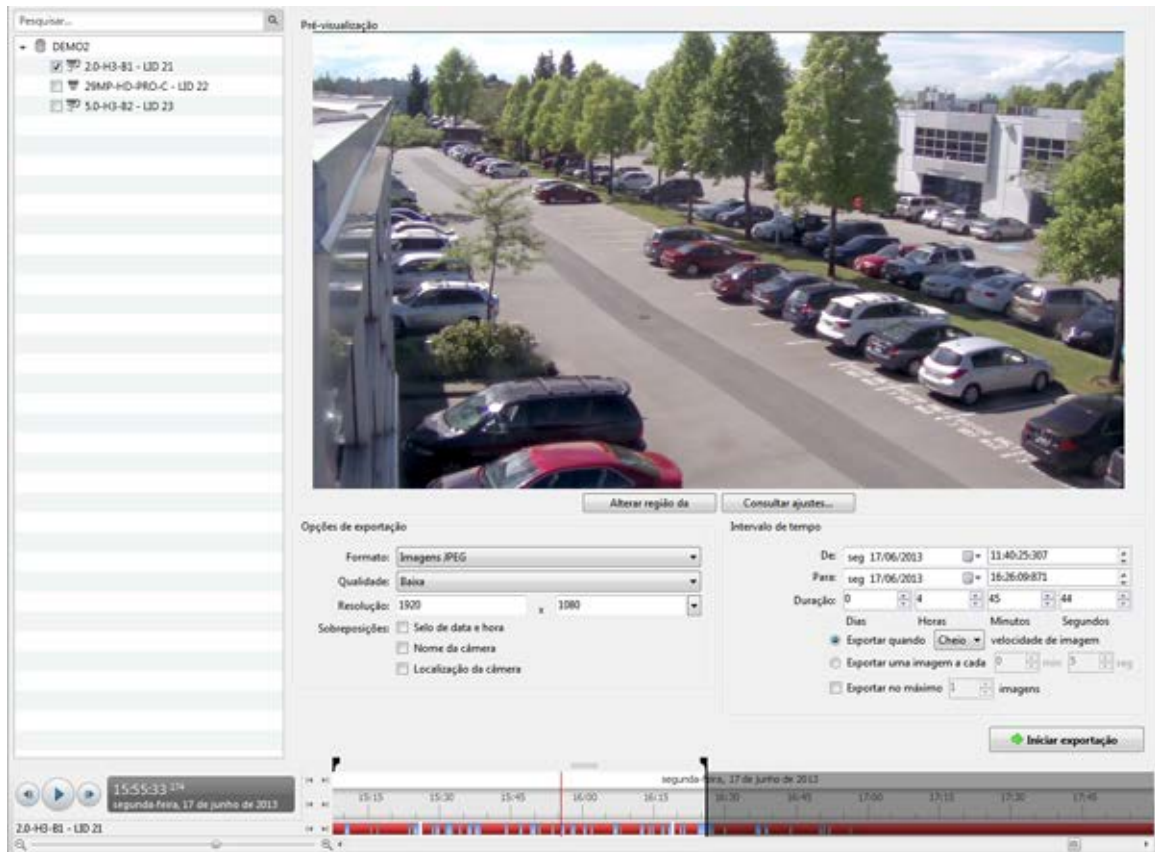 Pesquisar...
DEMO2
2.0-H3-B1 - LID 21
29MP-HD-PRO-C - LID 22
5.0-H3-B2 - LID 23
Pré-visualização
Alterar região da
Consultar ajustes...
Opções de exportação
Formato: Imagens JPEG
Qualidade: Baixa
Resolução: 1920 x 1080
Sobreposições: Selo de data e hora
Nome da câmera
Localização da câmera
Intervalo de tempo
De: seg 17/06/2013 11:40:25:307
Para: seg 17/06/2013 16:26:09:871
Duração: 0 4 45 44
Dias Horas Minutos Segundos
Exportar quando Cheio velocidade de imagem
Exportar uma imagem a cada 0 min 5 seg
Exportar no máximo 1 imagens
Iniciar exportação
15:55:33 274
segunda-feira, 17 de junho de 2013
segunda-feira, 17 de junho de 2013
15:15 15:30 15:45 16:00 16:15 16:30 16:45 17:00 17:15 17:30 17:45
2.0-H3-B1 - LID 21